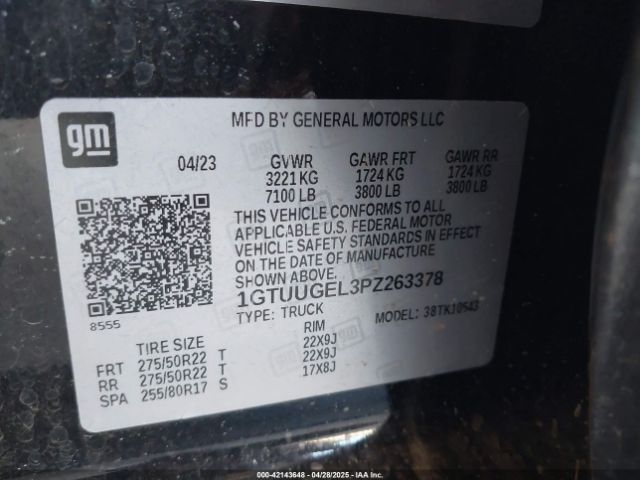 gm
MFD BY GENERAL MOTORS LLC
04/23 GVWR GAWR FRT GAWR RR
3221 KG 1724 KG 1724 KG
7100 LB 3800 LB 3800 LB
THIS VEHICLE CONFORMS TO ALL
APPLICABLE U.S. FEDERAL MOTOR
VEHICLE SAFETY STANDARDS IN EFFECT
ON THE DATE OF MANUFACTURE
SHOWN ABOVE.
1GTUUGEL3PZ263378
TYPE: TRUCK MODEL: 38TK10543
8555
TIRE SIZE RIM
FRT 275/50R22 T 22X9J
RR 275/50R22 T 22X9J
SPA 255/80R17 S 17X8J
000-42143648 04/28/2025 - IAA, Inc.